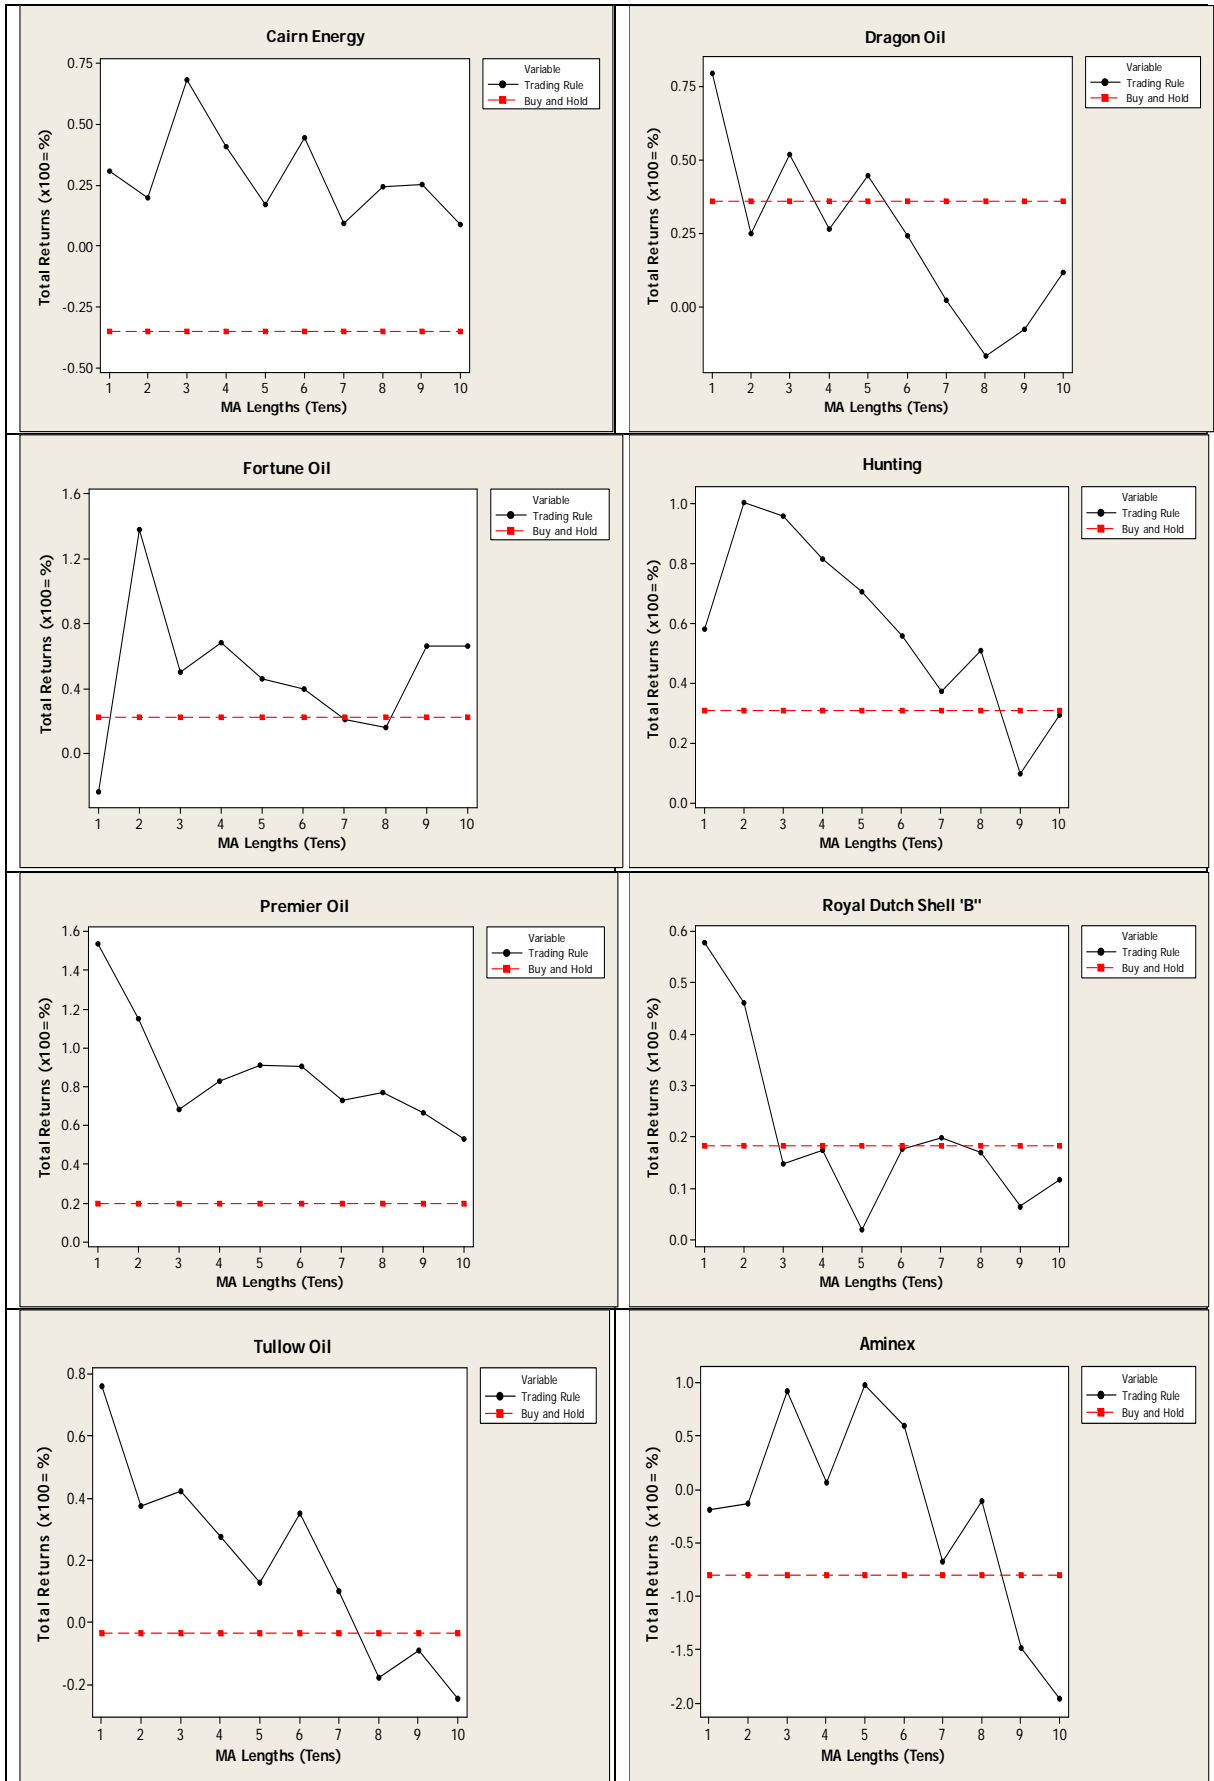 Cairn Energy
Variable
Trading Rule
Buy and Hold
Total Returns (x100=%)
0.75
0.50
0.25
0.00
-0.25
-0.50
1 2 3 4 5 6 7 8 9 10
MA Lengths (Tens)
Dragon Oil
Variable
Trading Rule
Buy and Hold
Total Returns (x100=%)
0.75
0.50
0.25
0.00
1 2 3 4 5 6 7 8 9 10
MA Lengths (Tens)
Fortune Oil
Variable
Trading Rule
Buy and Hold
Total Returns (x100=%)
1.6
1.2
0.8
0.4
0.0
1 2 3 4 5 6 7 8 9 10
MA Lengths (Tens)
Hunting
Variable
Trading Rule
Buy and Hold
Total Returns (x100=%)
1.0
0.8
0.6
0.4
0.2
0.0
1 2 3 4 5 6 7 8 9 10
MA Lengths (Tens)
Premier Oil
Variable
Trading Rule
Buy and Hold
Total Returns (x100=%)
1.6
1.4
1.2
1.0
0.8
0.6
0.4
0.2
0.0
1 2 3 4 5 6 7 8 9 10
MA Lengths (Tens)
Royal Dutch Shell 'B''
Variable
Trading Rule
Buy and Hold
Total Returns (x100=%)
0.6
0.5
0.4
0.3
0.2
0.1
0.0
1 2 3 4 5 6 7 8 9 10
MA Lengths (Tens)
Tullow Oil
Variable
Trading Rule
Buy and Hold
Total Returns (x100=%)
0.8
0.6
0.4
0.2
0.0
-0.2
1 2 3 4 5 6 7 8 9 10
MA Lengths (Tens)
Aminex
Variable
Trading Rule
Buy and Hold
Total Returns (x100=%)
1.0
0.5
0.0
-0.5
-1.0
-1.5
-2.0
1 2 3 4 5 6 7 8 9 10
MA Lengths (Tens)